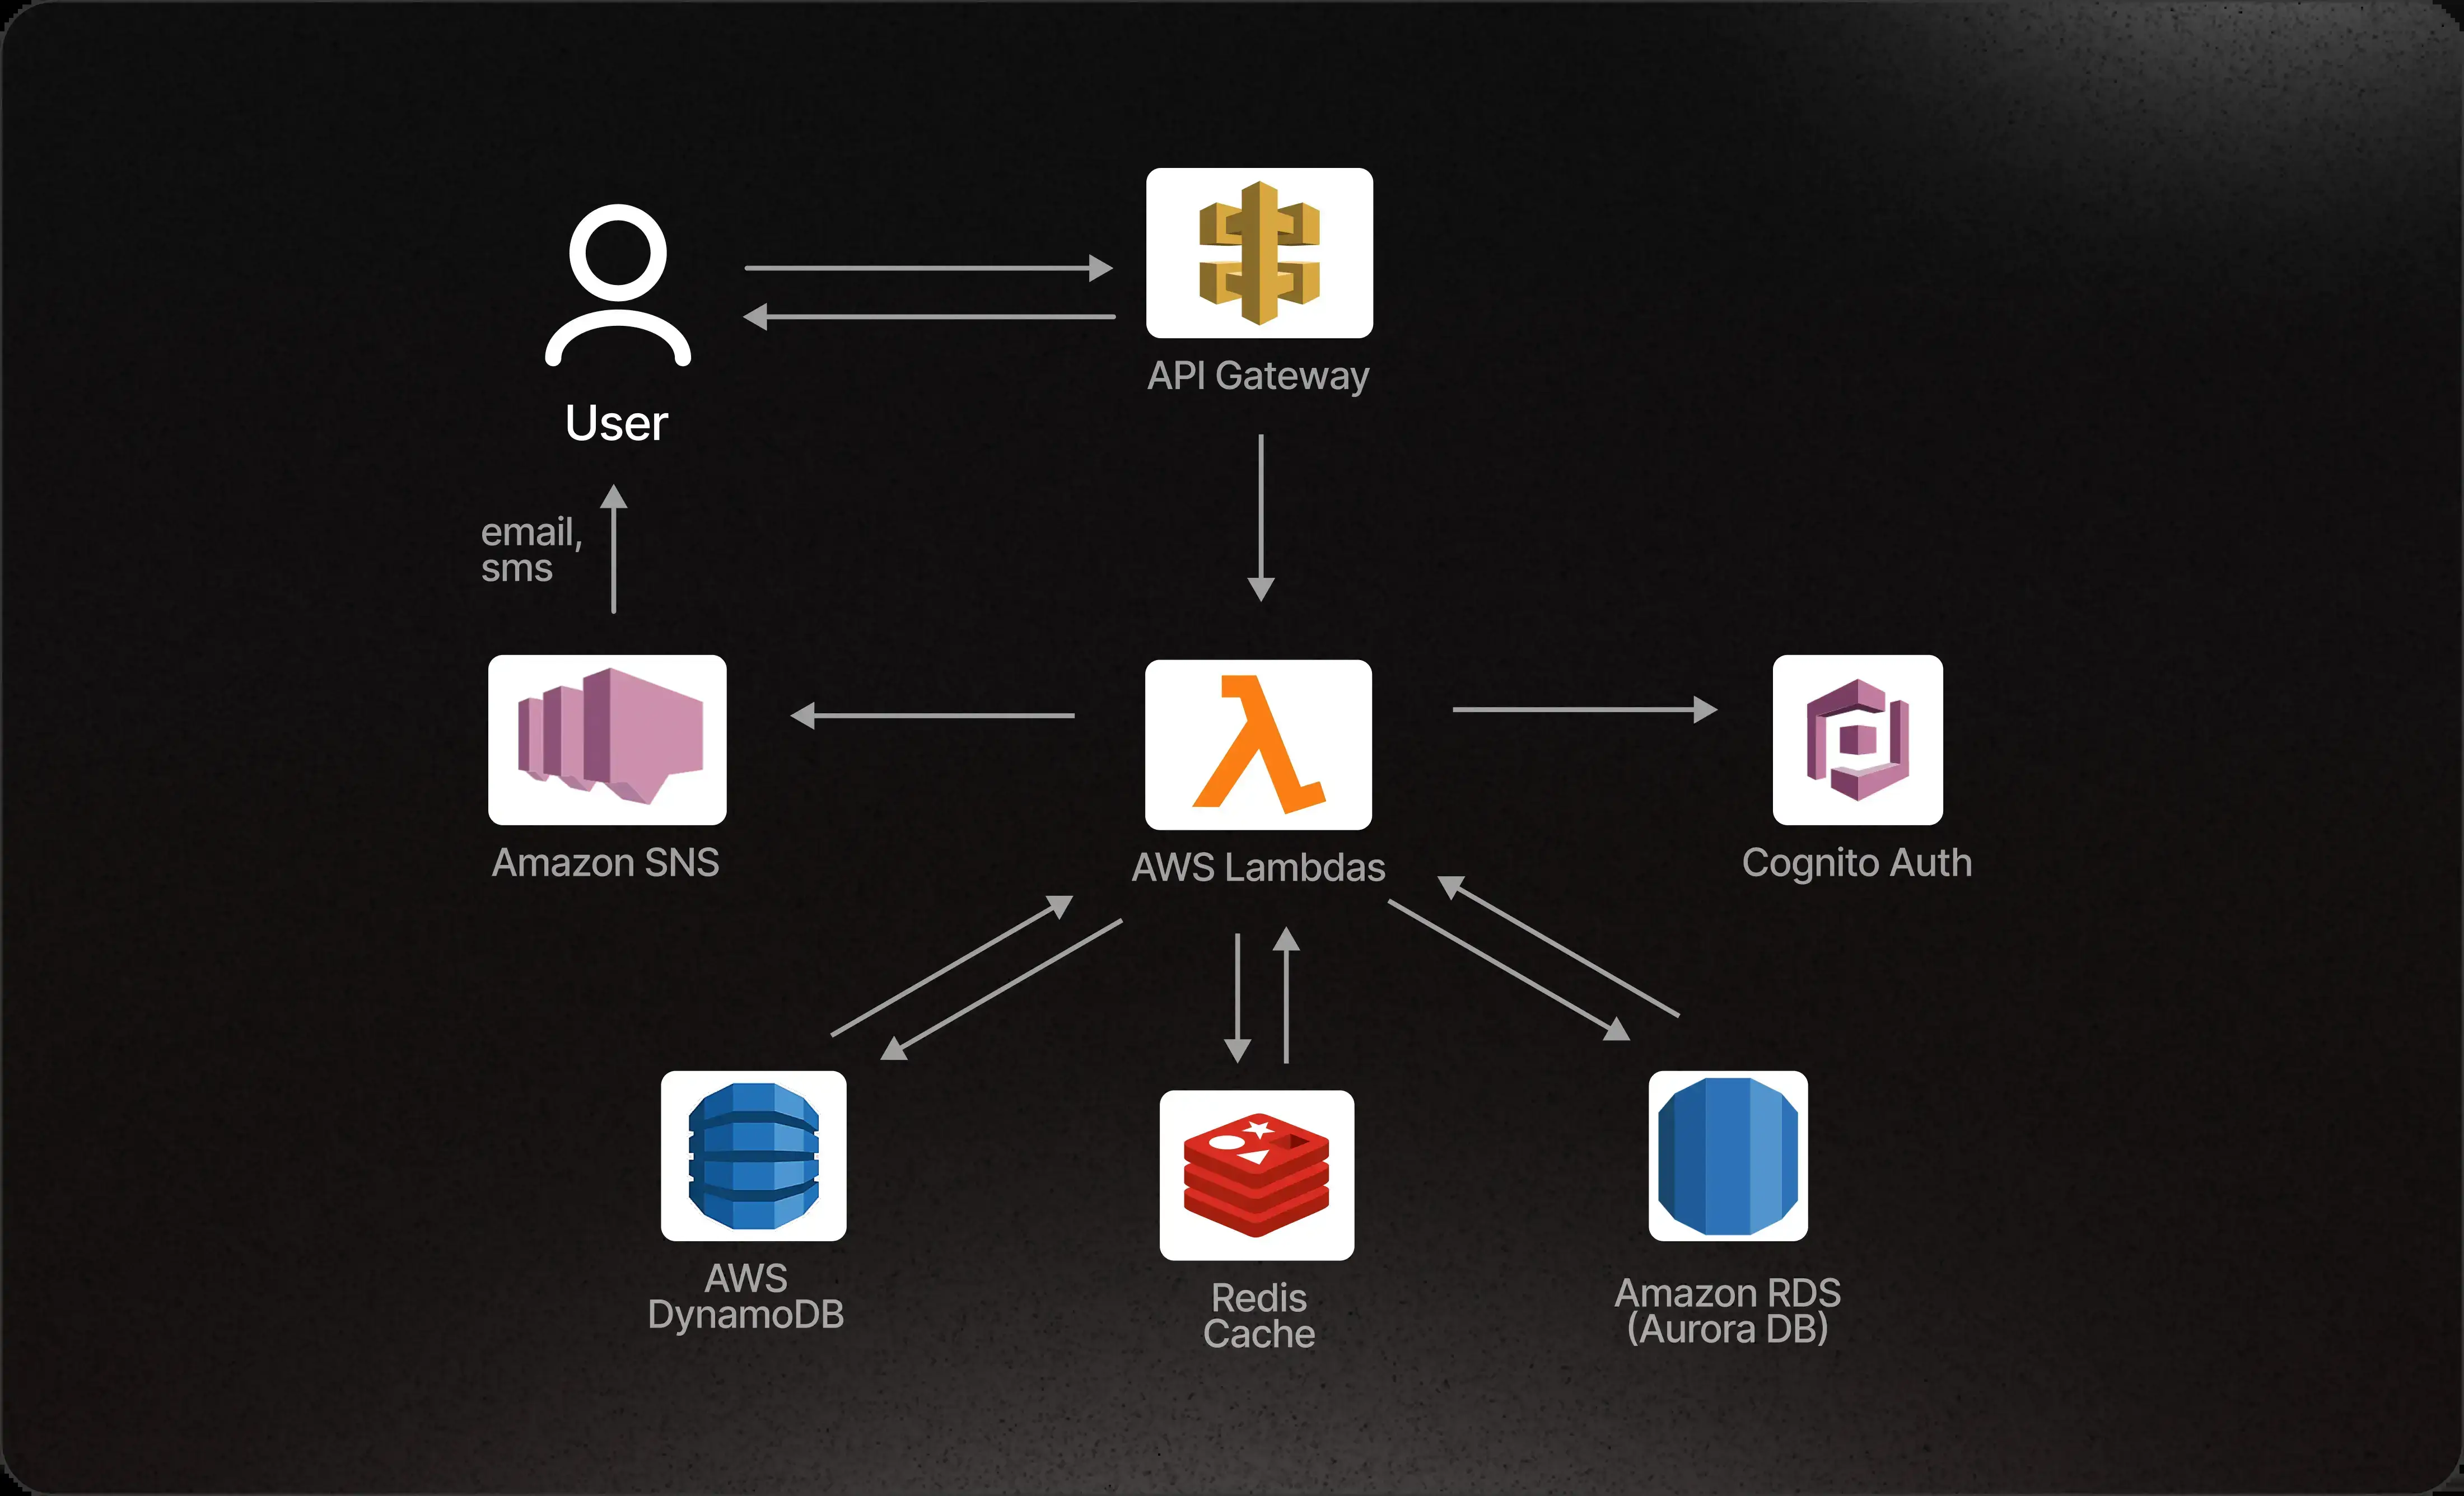 API Gateway
User
email,
sms
Amazon SNS
AWS Lambdas
Cognito Auth
AWS
DynamoDB
Redis
Cache
Amazon RDS
(Aurora DB)